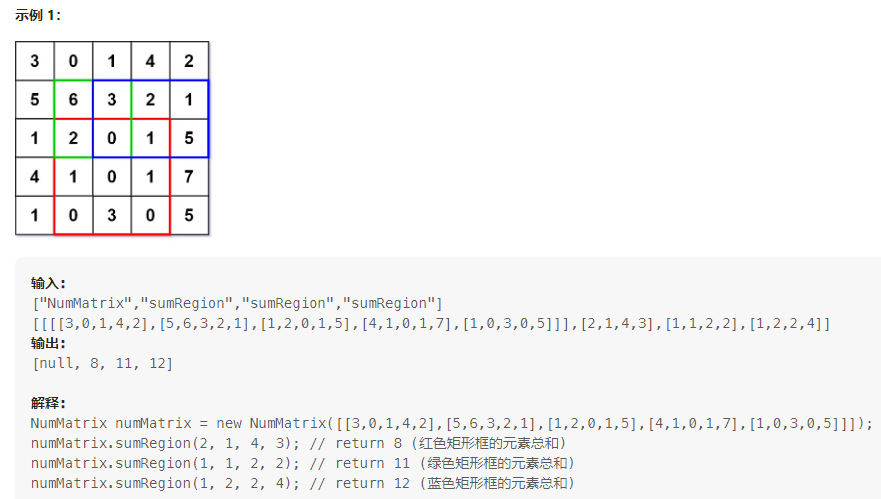 示例 1：
3 0 1 4 2
5 6 3 2 1
1 2 0 1 5
4 1 0 1 7
1 0 3 0 5
输入:
["NumMatrix","sumRegion","sumRegion","sumRegion"]
[[[[3,0,1,4,2],[5,6,3,2,1],[1,2,0,1,5],[4,1,0,1,7],[1,0,3,0,5]]],[2,1,4,3],[1,1,2,2],[1,2,2,4]]
输出:
[null, 8, 11, 12]
解释:
NumMatrix numMatrix = new NumMatrix([[3,0,1,4,2],[5,6,3,2,1],[1,2,0,1,5],[4,1,0,1,7],[1,0,3,0,5]]]);
numMatrix.sumRegion(2, 1, 4, 3); // return 8 (红色矩形框的元素总和)
numMatrix.sumRegion(1, 1, 2, 2); // return 11 (绿色矩形框的元素总和)
numMatrix.sumRegion(1, 2, 2, 4); // return 12 (蓝色矩形框的元素总和)